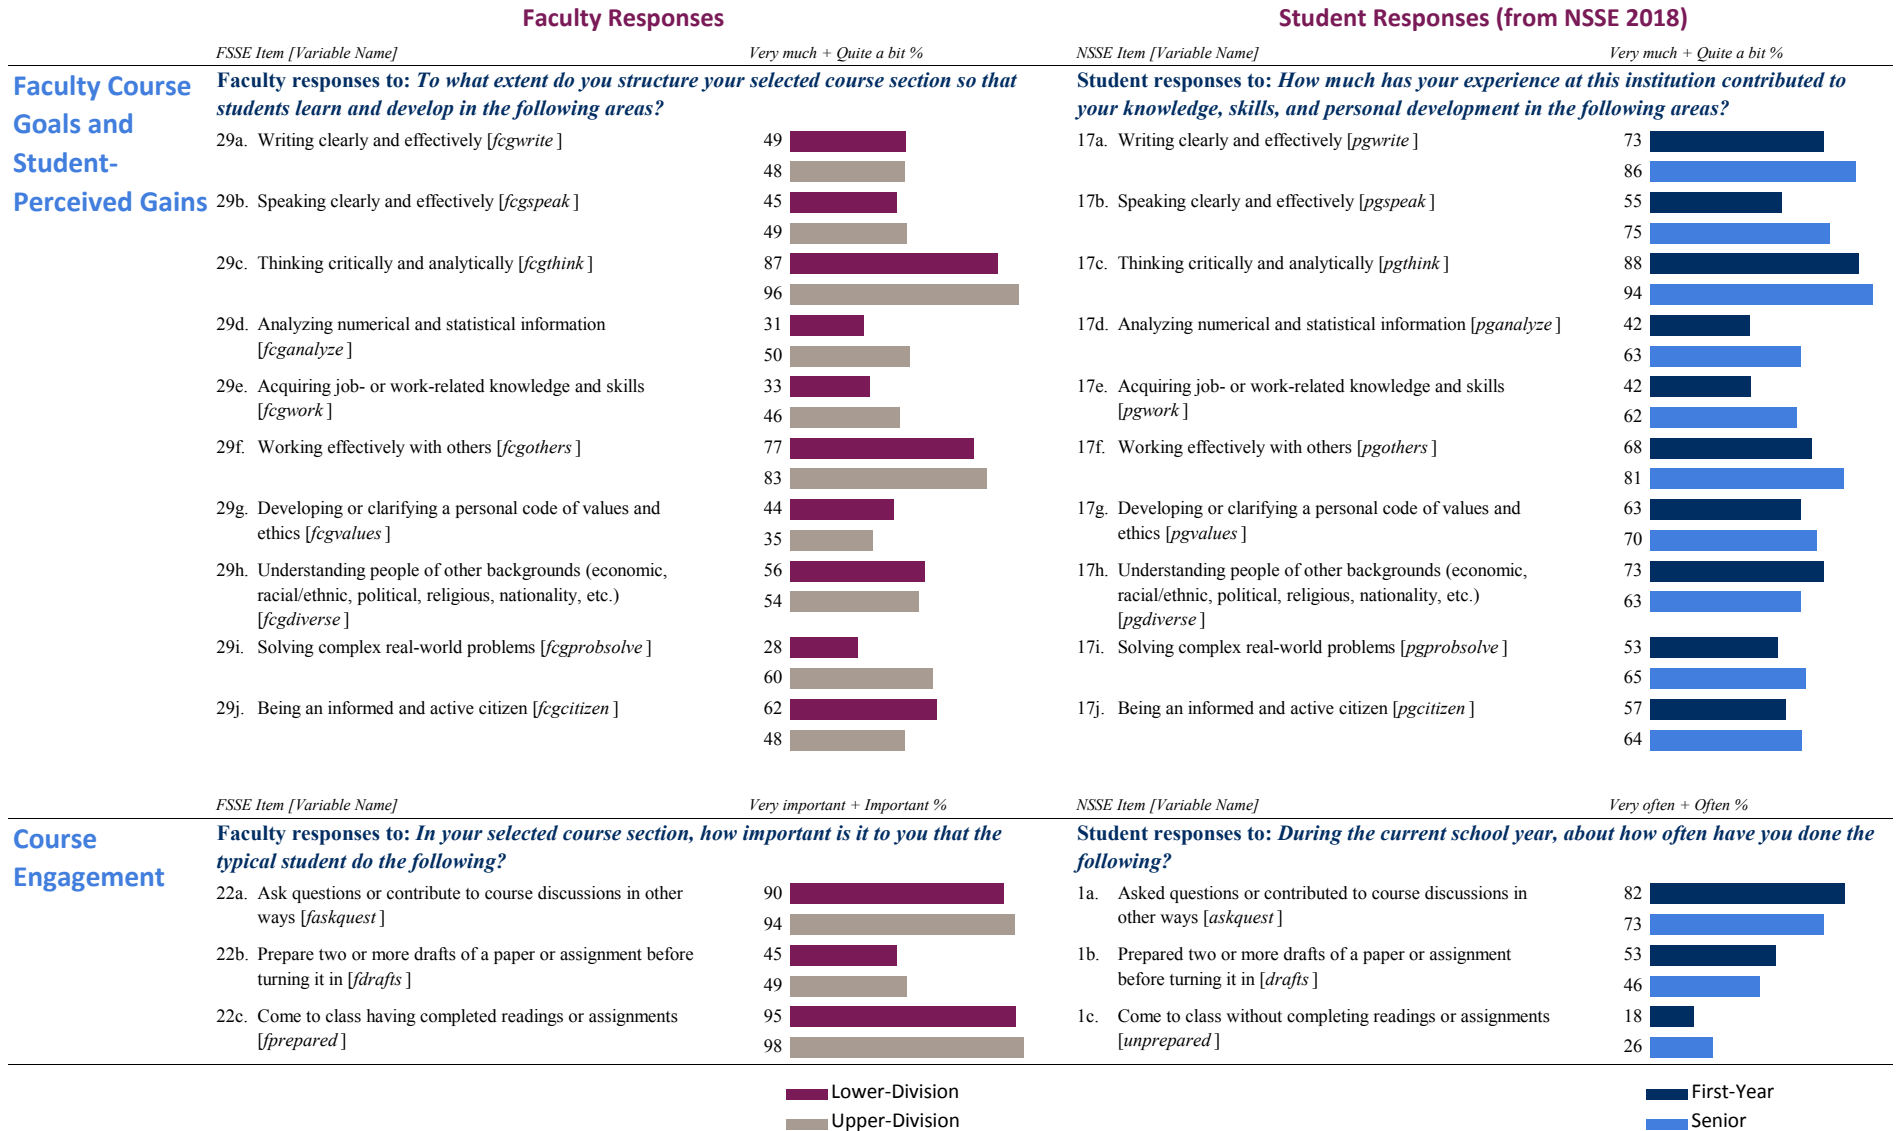 Faculty Responses
Student Responses (from NSSE 2018)
FSSE Item [Variable Name]
Very much + Quite a bit %
NSSE Item [Variable Name]
Very much + Quite a bit %
Faculty Course
Goals and
Student-
Perceived Gains
Faculty responses to: To what extent do you structure your selected course section so that
students learn and develop in the following areas?
Student responses to: How much has your experience at this institution contributed to
your knowledge, skills, and personal development in the following areas?
29a. Writing clearly and effectively [fcgwrite ]
49
48
17a. Writing clearly and effectively [pgwrite ]
73
86
29b. Speaking clearly and effectively [fcgspeak ]
45
49
17b. Speaking clearly and effectively [pgspeak ]
55
75
29c. Thinking critically and analytically [fcgthink ]
87
96
17c. Thinking critically and analytically [pgthink ]
88
94
29d. Analyzing numerical and statistical information
[fcganalyze ]
31
50
17d. Analyzing numerical and statistical information [pganalyze ]
42
63
29e. Acquiring job- or work-related knowledge and skills
[fcgwork ]
33
46
17e. Acquiring job- or work-related knowledge and skills
[pgwork ]
42
62
29f. Working effectively with others [fcgothers ]
77
83
17f. Working effectively with others [pgothers ]
68
81
29g. Developing or clarifying a personal code of values and
ethics [fcgvalues ]
44
35
17g. Developing or clarifying a personal code of values and
ethics [pgvalues ]
63
70
29h. Understanding people of other backgrounds (economic,
racial/ethnic, political, religious, nationality, etc.)
[fcgdiverse ]
56
54
17h. Understanding people of other backgrounds (economic,
racial/ethnic, political, religious, nationality, etc.)
[pgdiverse ]
73
63
29i. Solving complex real-world problems [fcgprobsolve ]
28
60
17i. Solving complex real-world problems [pgprobsolve ]
53
65
29j. Being an informed and active citizen [fcgcitizen ]
62
48
17j. Being an informed and active citizen [pgcitizen ]
57
64
FSSE Item [Variable Name]
Very important + Important %
NSSE Item [Variable Name]
Very often + Often %
Course
Engagement
Faculty responses to: In your selected course section, how important is it to you that the
typical student do the following?
Student responses to: During the current school year, about how often have you done the
following?
22a. Ask questions or contribute to course discussions in other
ways [faskquest ]
90
94
1a. Asked questions or contributed to course discussions in
other ways [askquest ]
82
73
22b. Prepare two or more drafts of a paper or assignment before
turning it in [fdrafts ]
45
49
1b. Prepared two or more drafts of a paper or assignment
before turning it in [drafts ]
53
46
22c. Come to class having completed readings or assignments
[fprepared ]
95
98
1c. Come to class without completing readings or assignments
[unprepared ]
18
26
Lower-Division
Upper-Division
First-Year
Senior